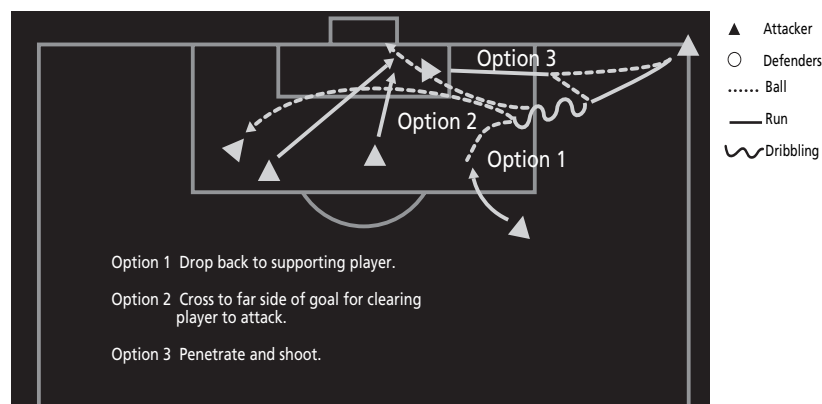 Attacker
Option 3
Defenders
Ball
Option 2
Run
Option 1
Dribbling
Option 1 Drop back to supporting player.
Option 2 Cross to far side of goal for clearing
player to attack.
Option 3 Penetrate and shoot.